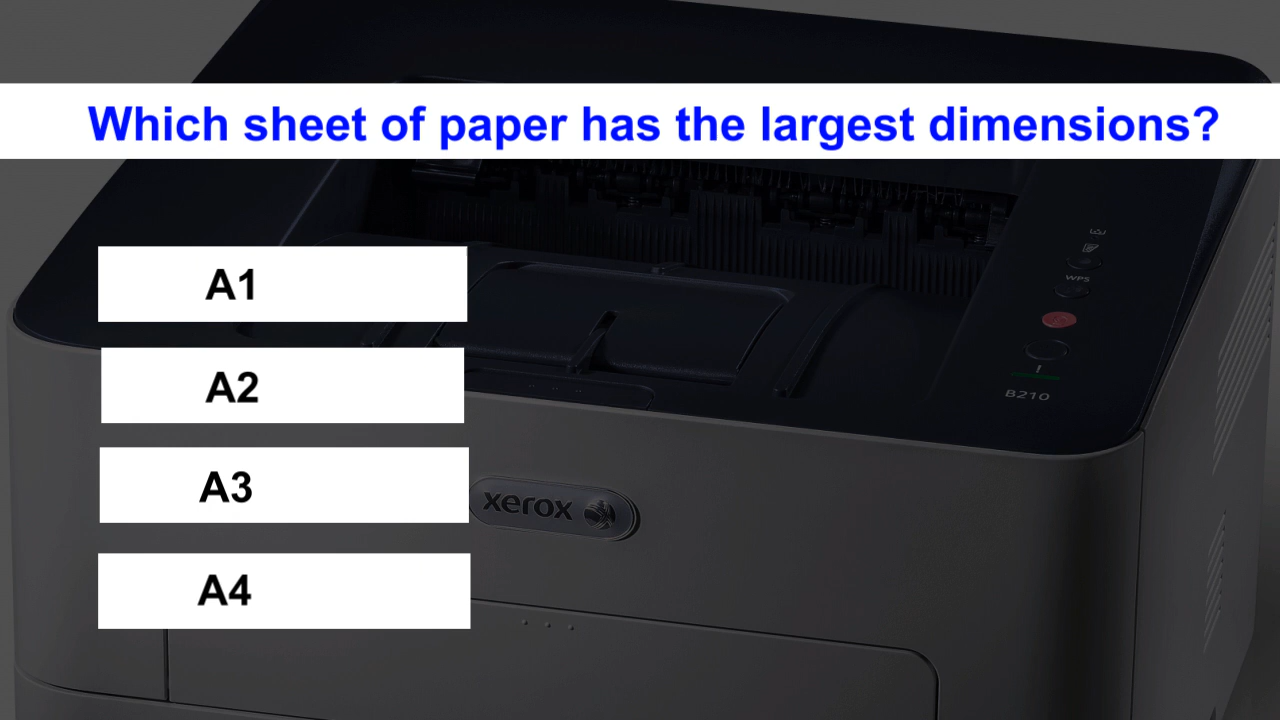 Which sheet of paper has the largest dimensions?
A1
WPS
A2
B210
A3
xerox
A4